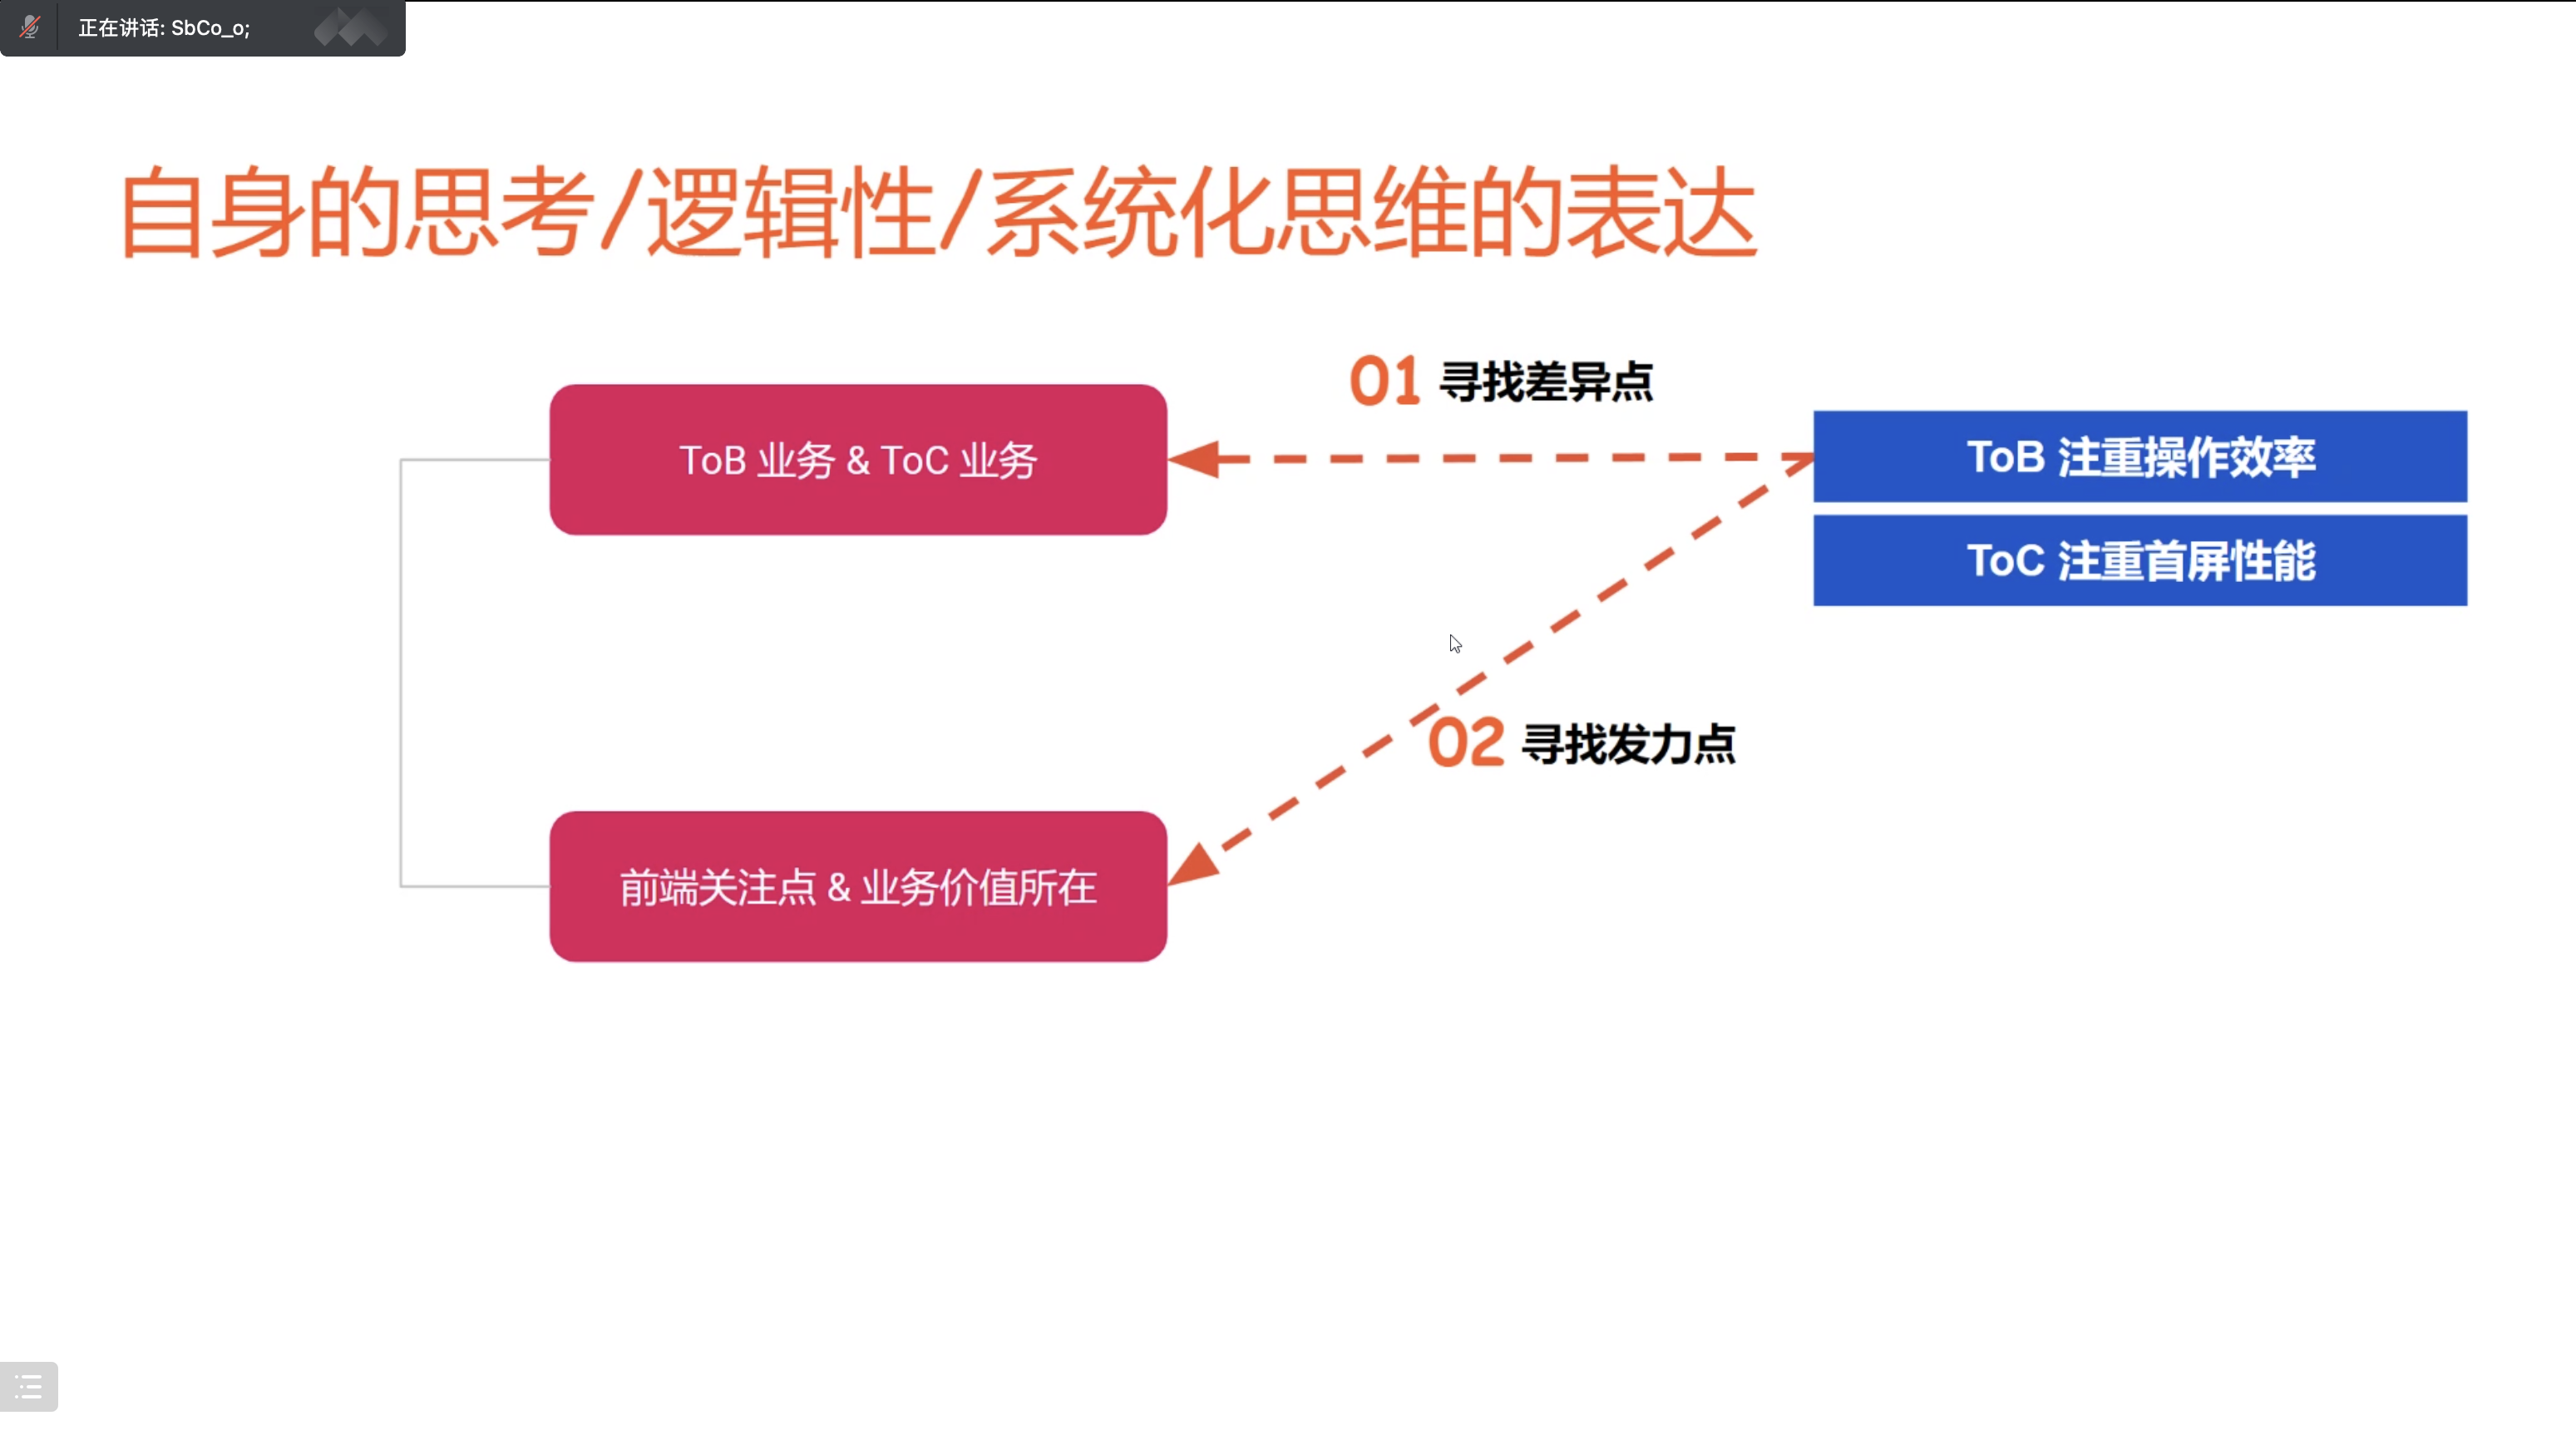 正在讲话: SbCo_o;
自身的思考/逻辑性/系统化思维的表达
01 寻找差异点
ToB 业务 & ToC 业务
ToB 注重操作效率
ToC 注重首屏性能
02 寻找发力点
前端关注点 & 业务价值所在